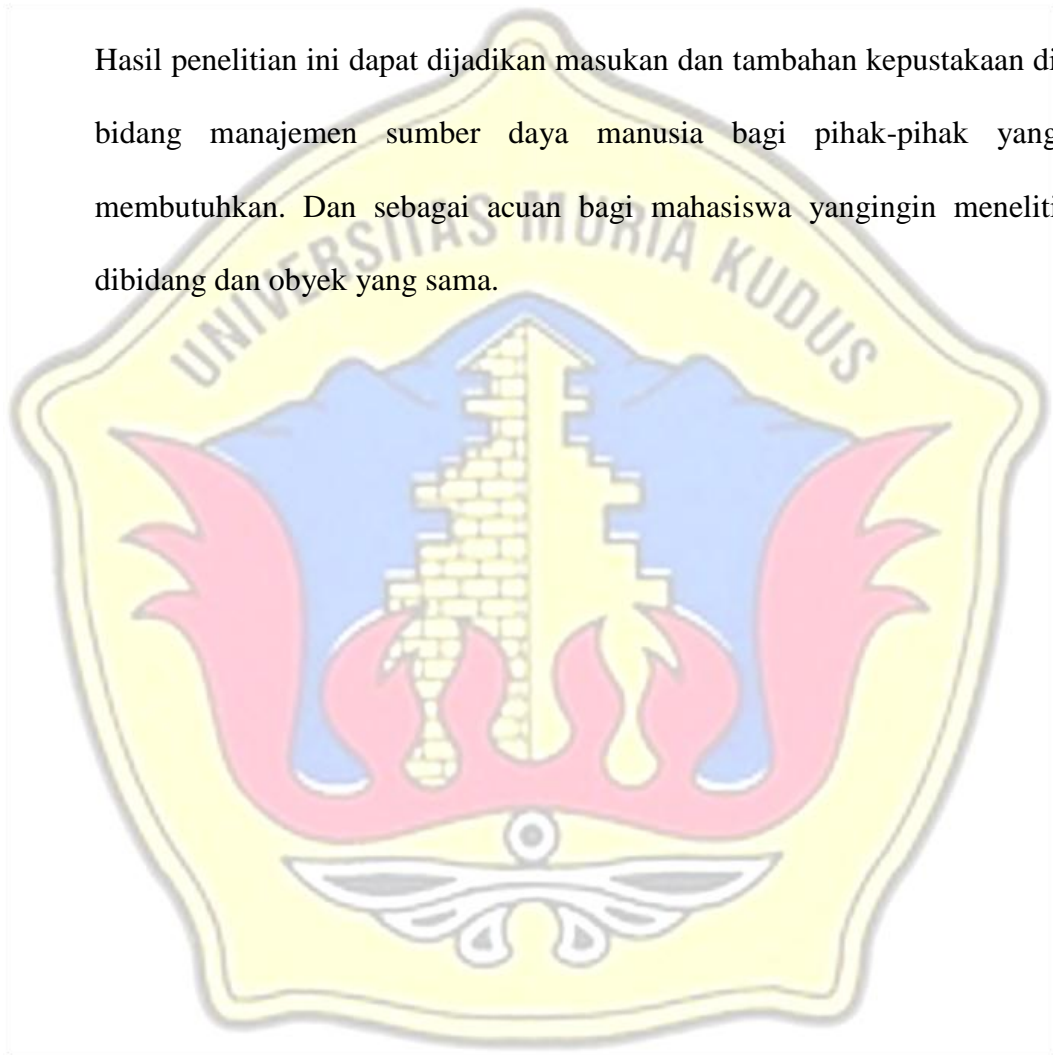 Hasil penelitian ini dapat dijadikan masukan dan tambahan kepustakaan di
bidang manajemen sumber daya manusia bagi pihak-pihak yang
membutuhkan. Dan sebagai acuan bagi mahasiswa yangingin meneliti
dibidang dan obyek yang sama.
UNIVERSITAS MURIA KUDUS